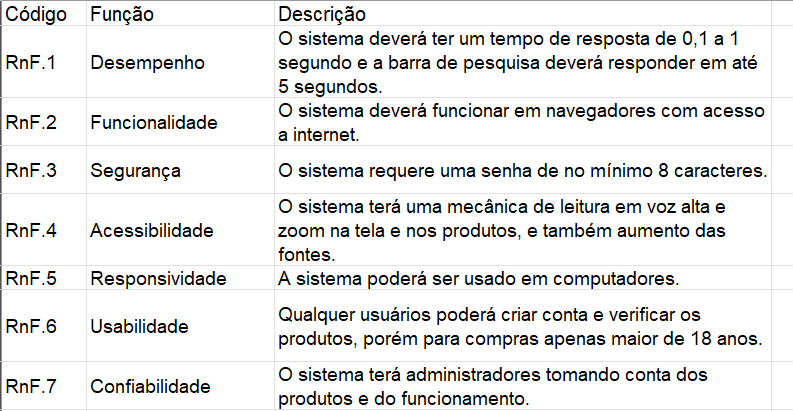 Código Função Descrição
O sistema deverá ter um tempo de resposta de 0,1 a 1
RnF.1 Desempenho segundo e a barra de pesquisa deverá responder em até
5 segundos.
RnF.2 Funcionalidade O sistema deverá funcionar em navegadores com acesso
a internet.
RnF.3 Segurança O sistema requere uma senha de no mínimo 8 caracteres.
O sistema terá uma mecânica de leitura em voz alta e
RnF.4 Acessibilidade zoom na tela e nos produtos, e também aumento das
fontes.
RnF.5 Responsividade A sistema poderá ser usado em computadores.
RnF.6 Usabilidade Qualquer usuários poderá criar conta e verificar os
produtos, porém para compras apenas maior de 18 anos.
RnF.7 Confiabilidade O sistema terá administradores tomando conta dos
produtos e do funcionamento.